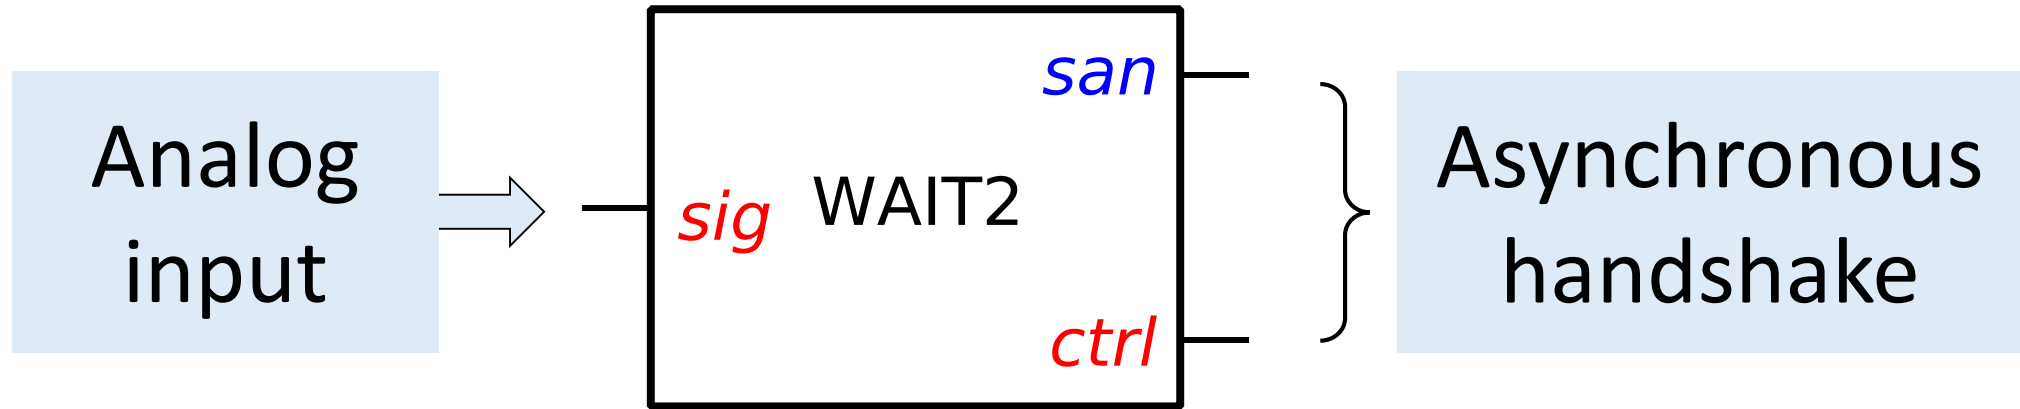 Analog
input
sig
WAIT2
san
ctrl
Asynchronous
handshake